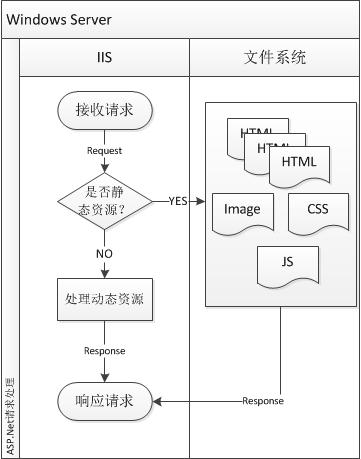 Windows Server
IIS
文件系统
接收请求
Request
是否静
态资源？
YES
NO
处理动态资源
Response
响应请求
HTML
HTML
HTML
Image
CSS
JS
Response
ASP.Net请求处理